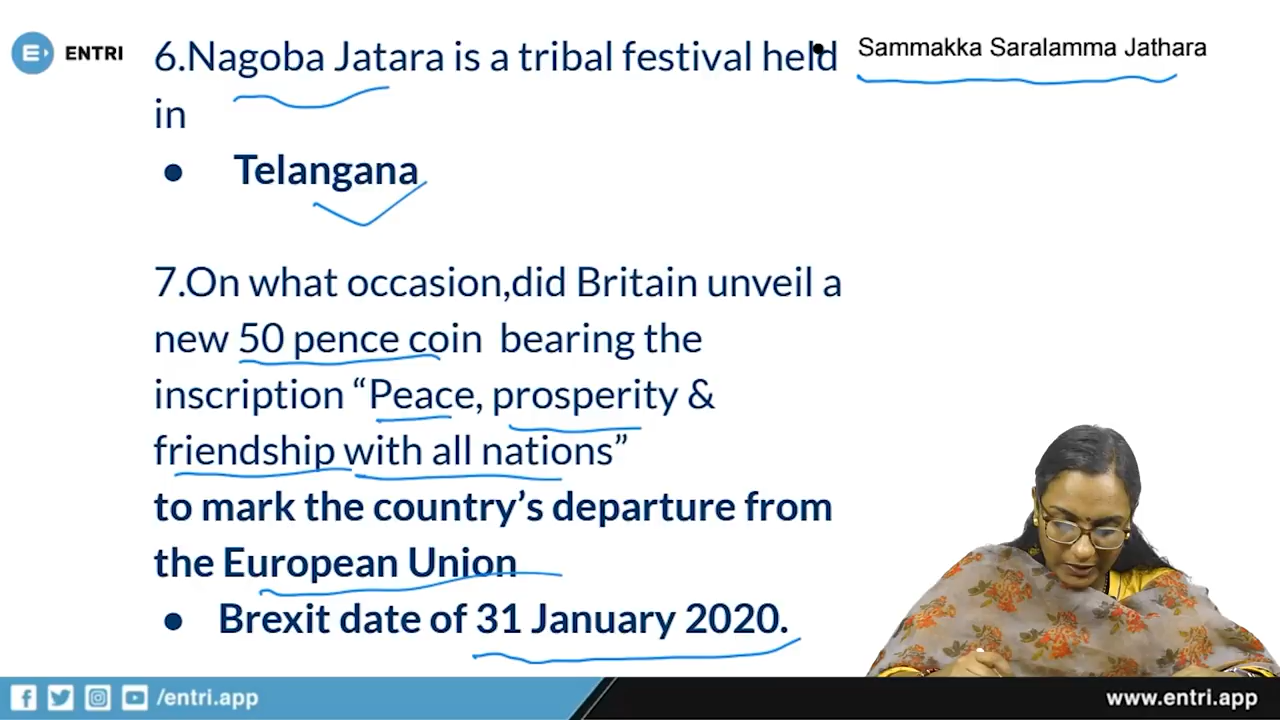 ENTRI
6.Nagoba Jatara is a tribal festival held
in
● Telangana
● Sammakka Saralamma Jathara
7.On what occasion,did Britain unveil a
new 50 pence coin bearing the
inscription “Peace, prosperity &
friendship with all nations”
to mark the country’s departure from
the European Union
● Brexit date of 31 January 2020.
/entri.app
www.entri.app